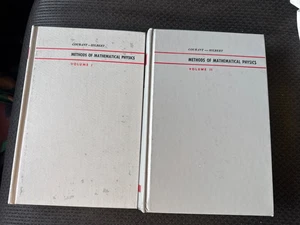 COURANT — HILBERT
METHODS OF MATHEMATICAL PHYSICS
VOLUME I
COURANT — HILBERT
METHODS OF MATHEMATICAL PHYSICS
VOLUME II